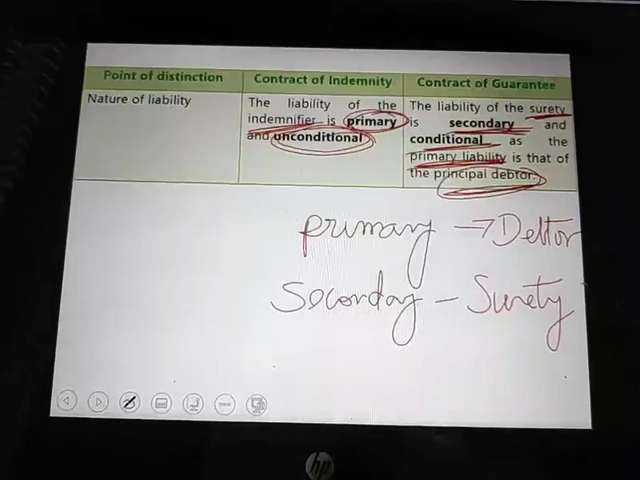 Point of distinction Contract of Indemnity Contract of Guarantee
Nature of liability
The liability of the
indemnifier is primary
and unconditional
The liability of the surety
is secondary and
conditional as the
primary liability is that of
the principal debtor.
primary → Debtor
Secorday - Surety
hp